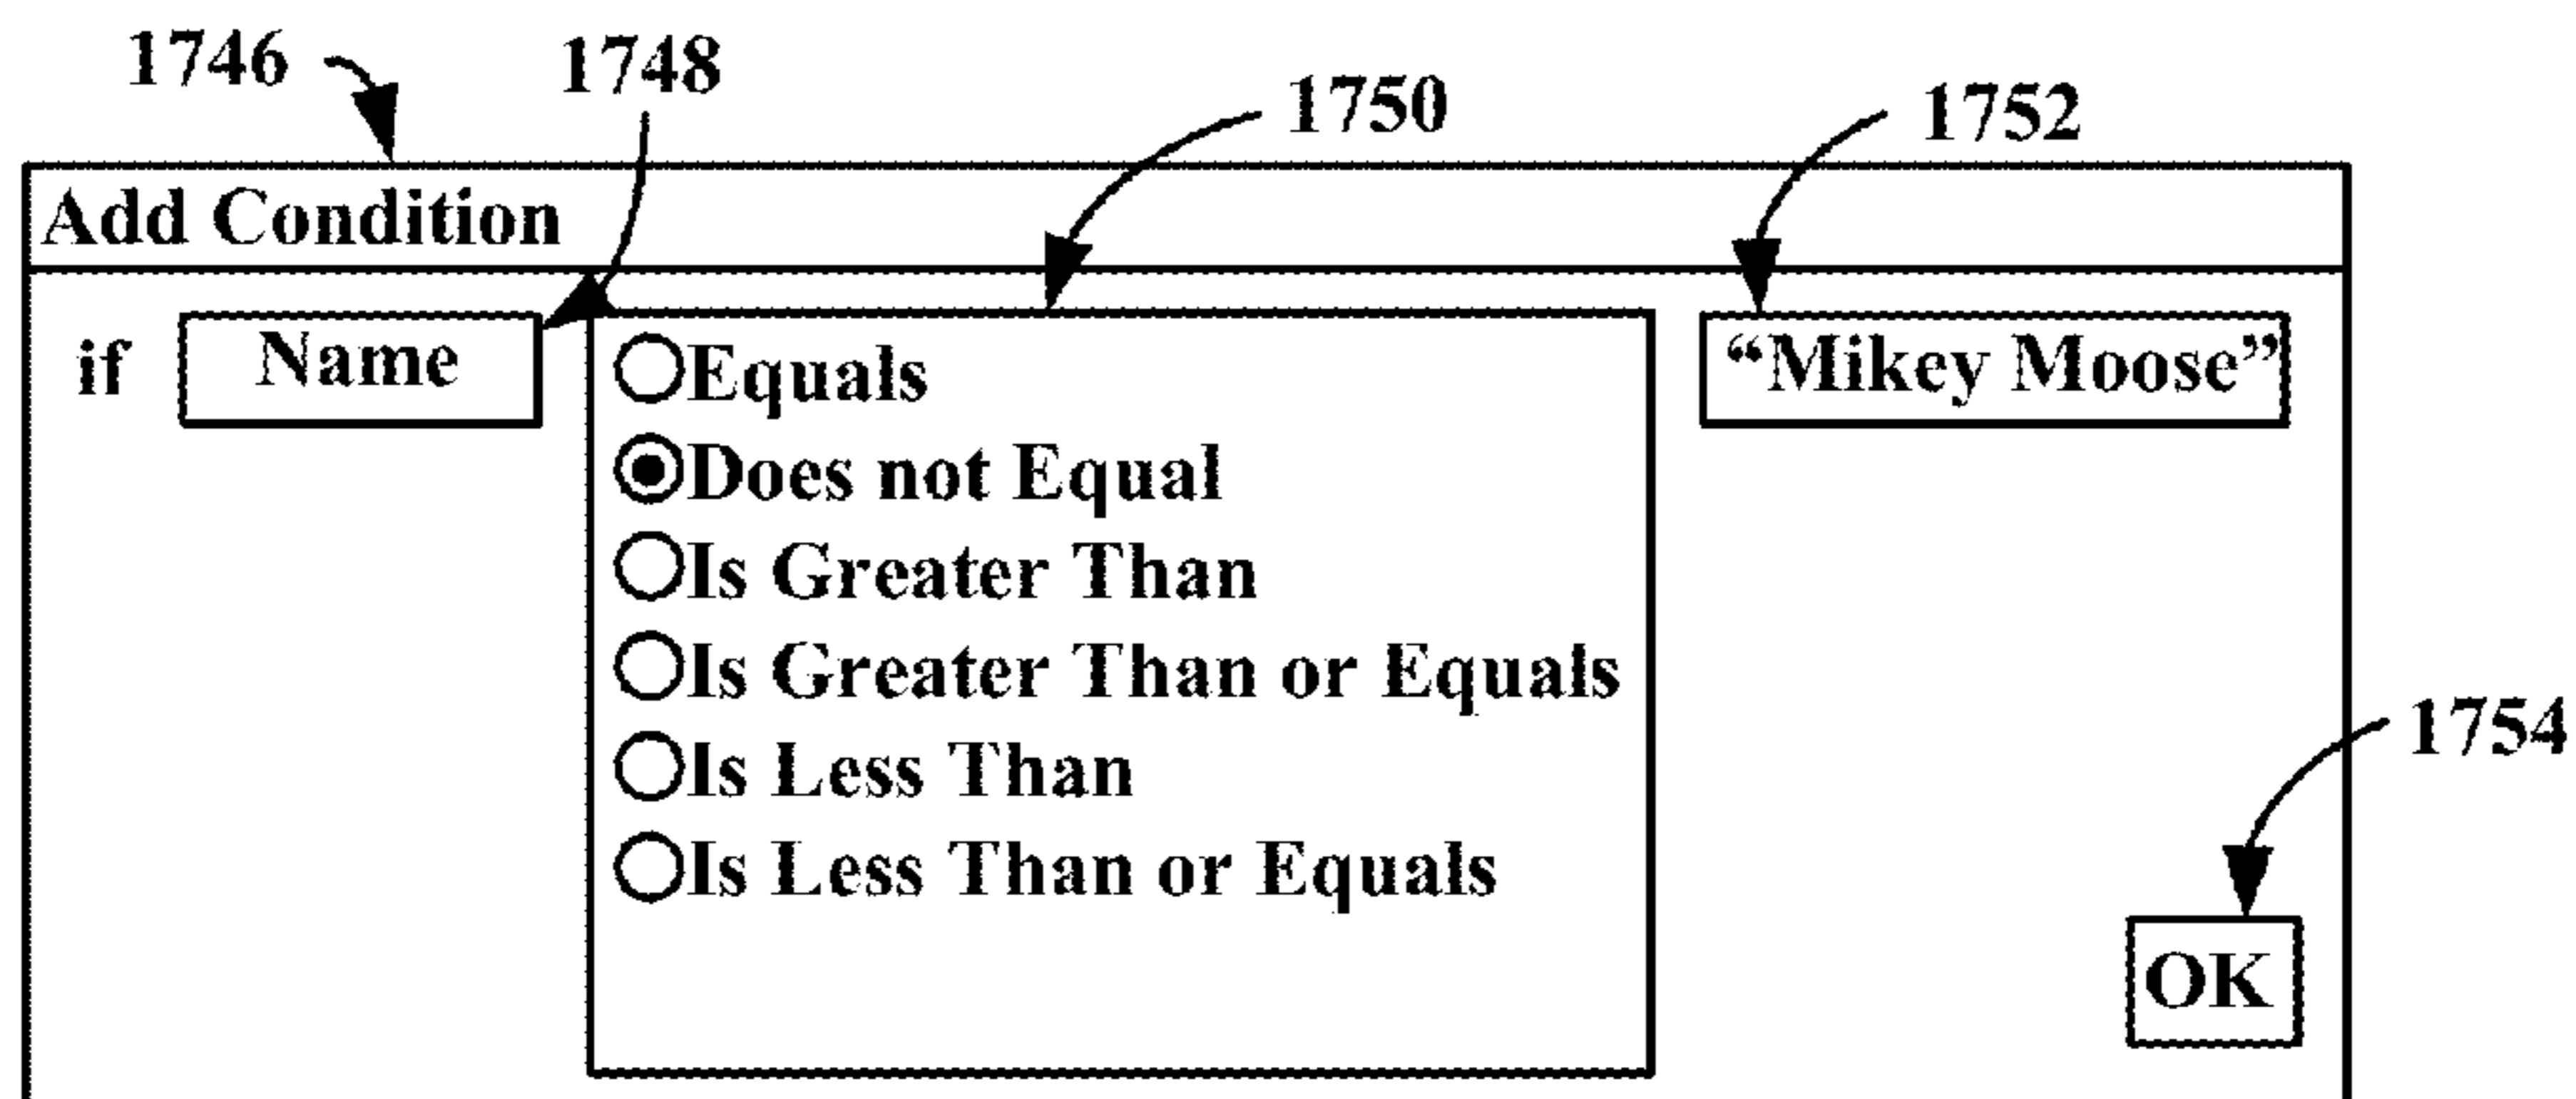 1746 1748 1750 1752
Add Condition
if Name Equals “Mikey Moose”
Does not Equal
Is Greater Than
Is Greater Than or Equals
Is Less Than
1754
Is Less Than or Equals
OK